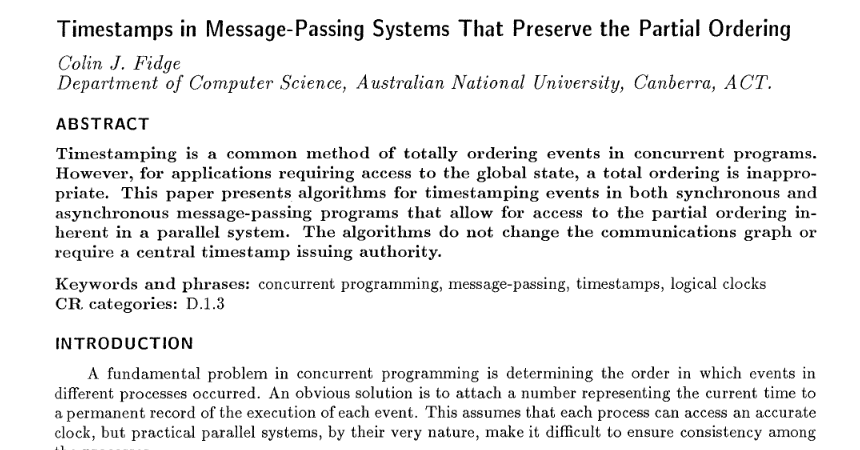 Timestamps in Message-Passing Systems That Preserve the Partial Ordering
Colin J. Fidge
Department of Computer Science, Australian National University, Canberra, ACT.
ABSTRACT
Timestamping is a common method of totally ordering events in concurrent programs.
However, for applications requiring access to the global state, a total ordering is inappro-
priate. This paper presents algorithms for timestamping events in both synchronous and
asynchronous message-passing programs that allow for access to the partial ordering in-
herent in a parallel system. The algorithms do not change the communications graph or
require a central timestamp issuing authority.
Keywords and phrases: concurrent programming, message-passing, timestamps, logical clocks
CR categories: D.1.3
INTRODUCTION
A fundamental problem in concurrent programming is determining the order in which events in
different processes occurred. An obvious solution is to attach a number representing the current time to
a permanent record of the execution of each event. This assumes that each process can access an accurate
clock, but practical parallel systems, by their very nature, make it difficult to ensure consistency among